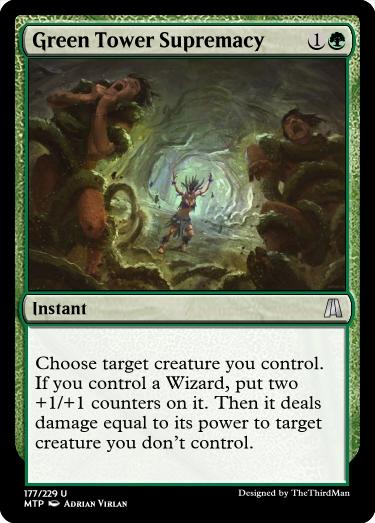 Green Tower Supremacy 1
Instant
Choose target creature you control.
If you control a Wizard, put two
+1/+1 counters on it. Then it deals
damage equal to its power to target
creature you don't control.
177/229 U
Designed by TheThirdMan
MTP Adrian Virlan